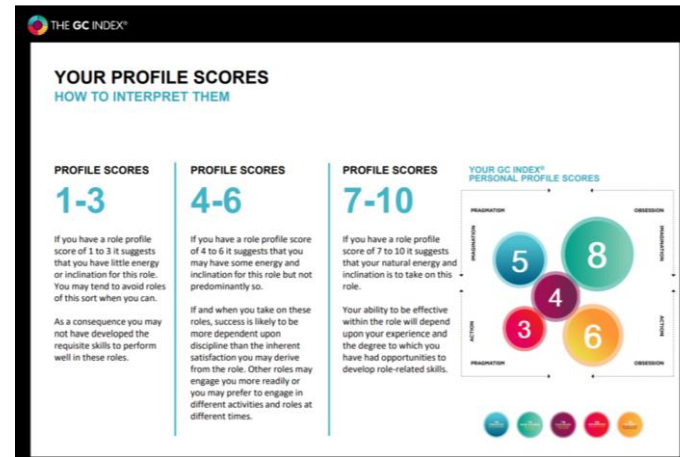 THE GC INDEX®
YOUR PROFILE SCORES
HOW TO INTERPRET THEM
PROFILE SCORES
1-3
If you have a role profile
score of 1 to 3 it suggests
that you have little energy
or inclination for this role.
You may tend to avoid roles
of this sort when you can.
As a consequence you may
not have developed the
requisite skills to perform
well in these roles.
PROFILE SCORES
4-6
If you have a role profile score
of 4 to 6 it suggests that you
may have some energy and
inclination for this role but not
predominantly so.
If and when you take on these
roles, success is likely to be
more dependent upon
discipline than the inherent
satisfaction you may derive
from the role. Other roles may
engage you more readily or
you may prefer to engage in
different activities and roles at
different times.
PROFILE SCORES
7-10
If you have a role profile
score of 7 to 10 it suggests
that your natural energy and
inclination is to take on this
role.
Your ability to be effective
within the role will depend
upon your experience and
the degree to which you
have had opportunities to
develop role-related skills.
YOUR GC INDEX®
PERSONAL PROFILE SCORES
PRAGMATISM
OBSESSION
IMAGINATION
IMAGINATION
5
8
4
3
6
ACTION
ACTION
PRAGMATISM
OBSESSION